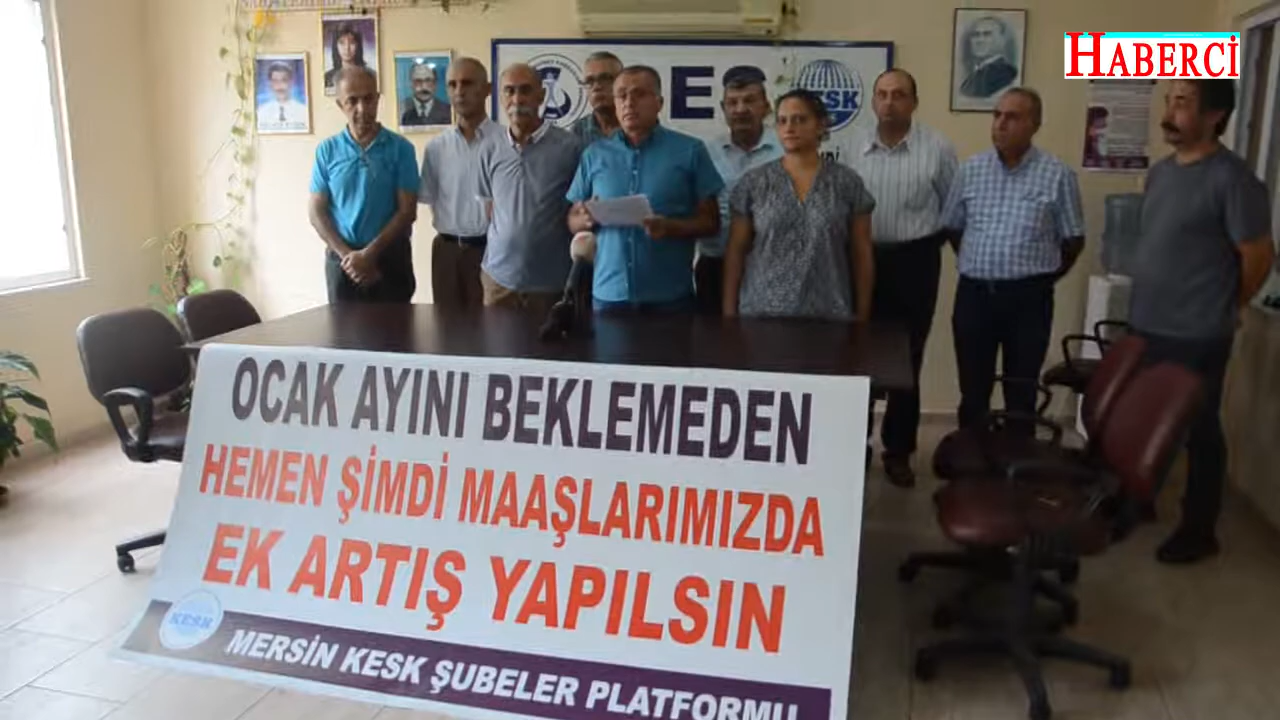 HABERCİ
KESK
OCAK AYINI BEKLEMEDEN
HEMEN ŞİMDİ MAAŞLARIMIZDA
EK ARTIŞ YAPILSIN
KESK
MERSİN KESK ŞUBELER PLATFORMU